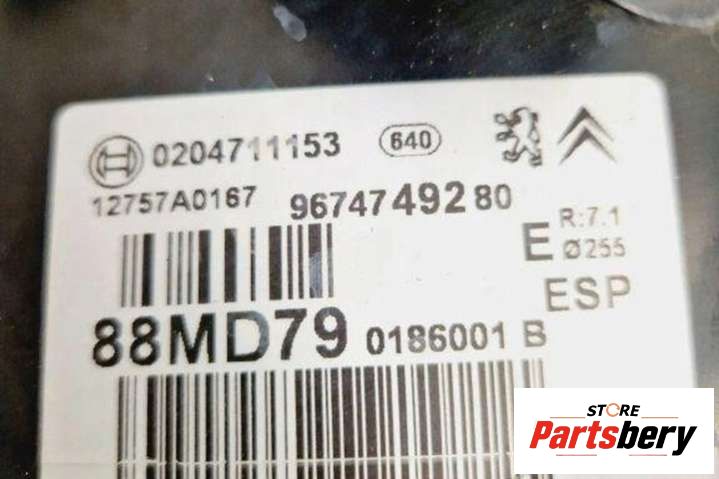 0204711153 640
12757A0167 9674749280
E R:7.1
Ø255
ESP
88MD79 0186001 B
STORE
Partsbery